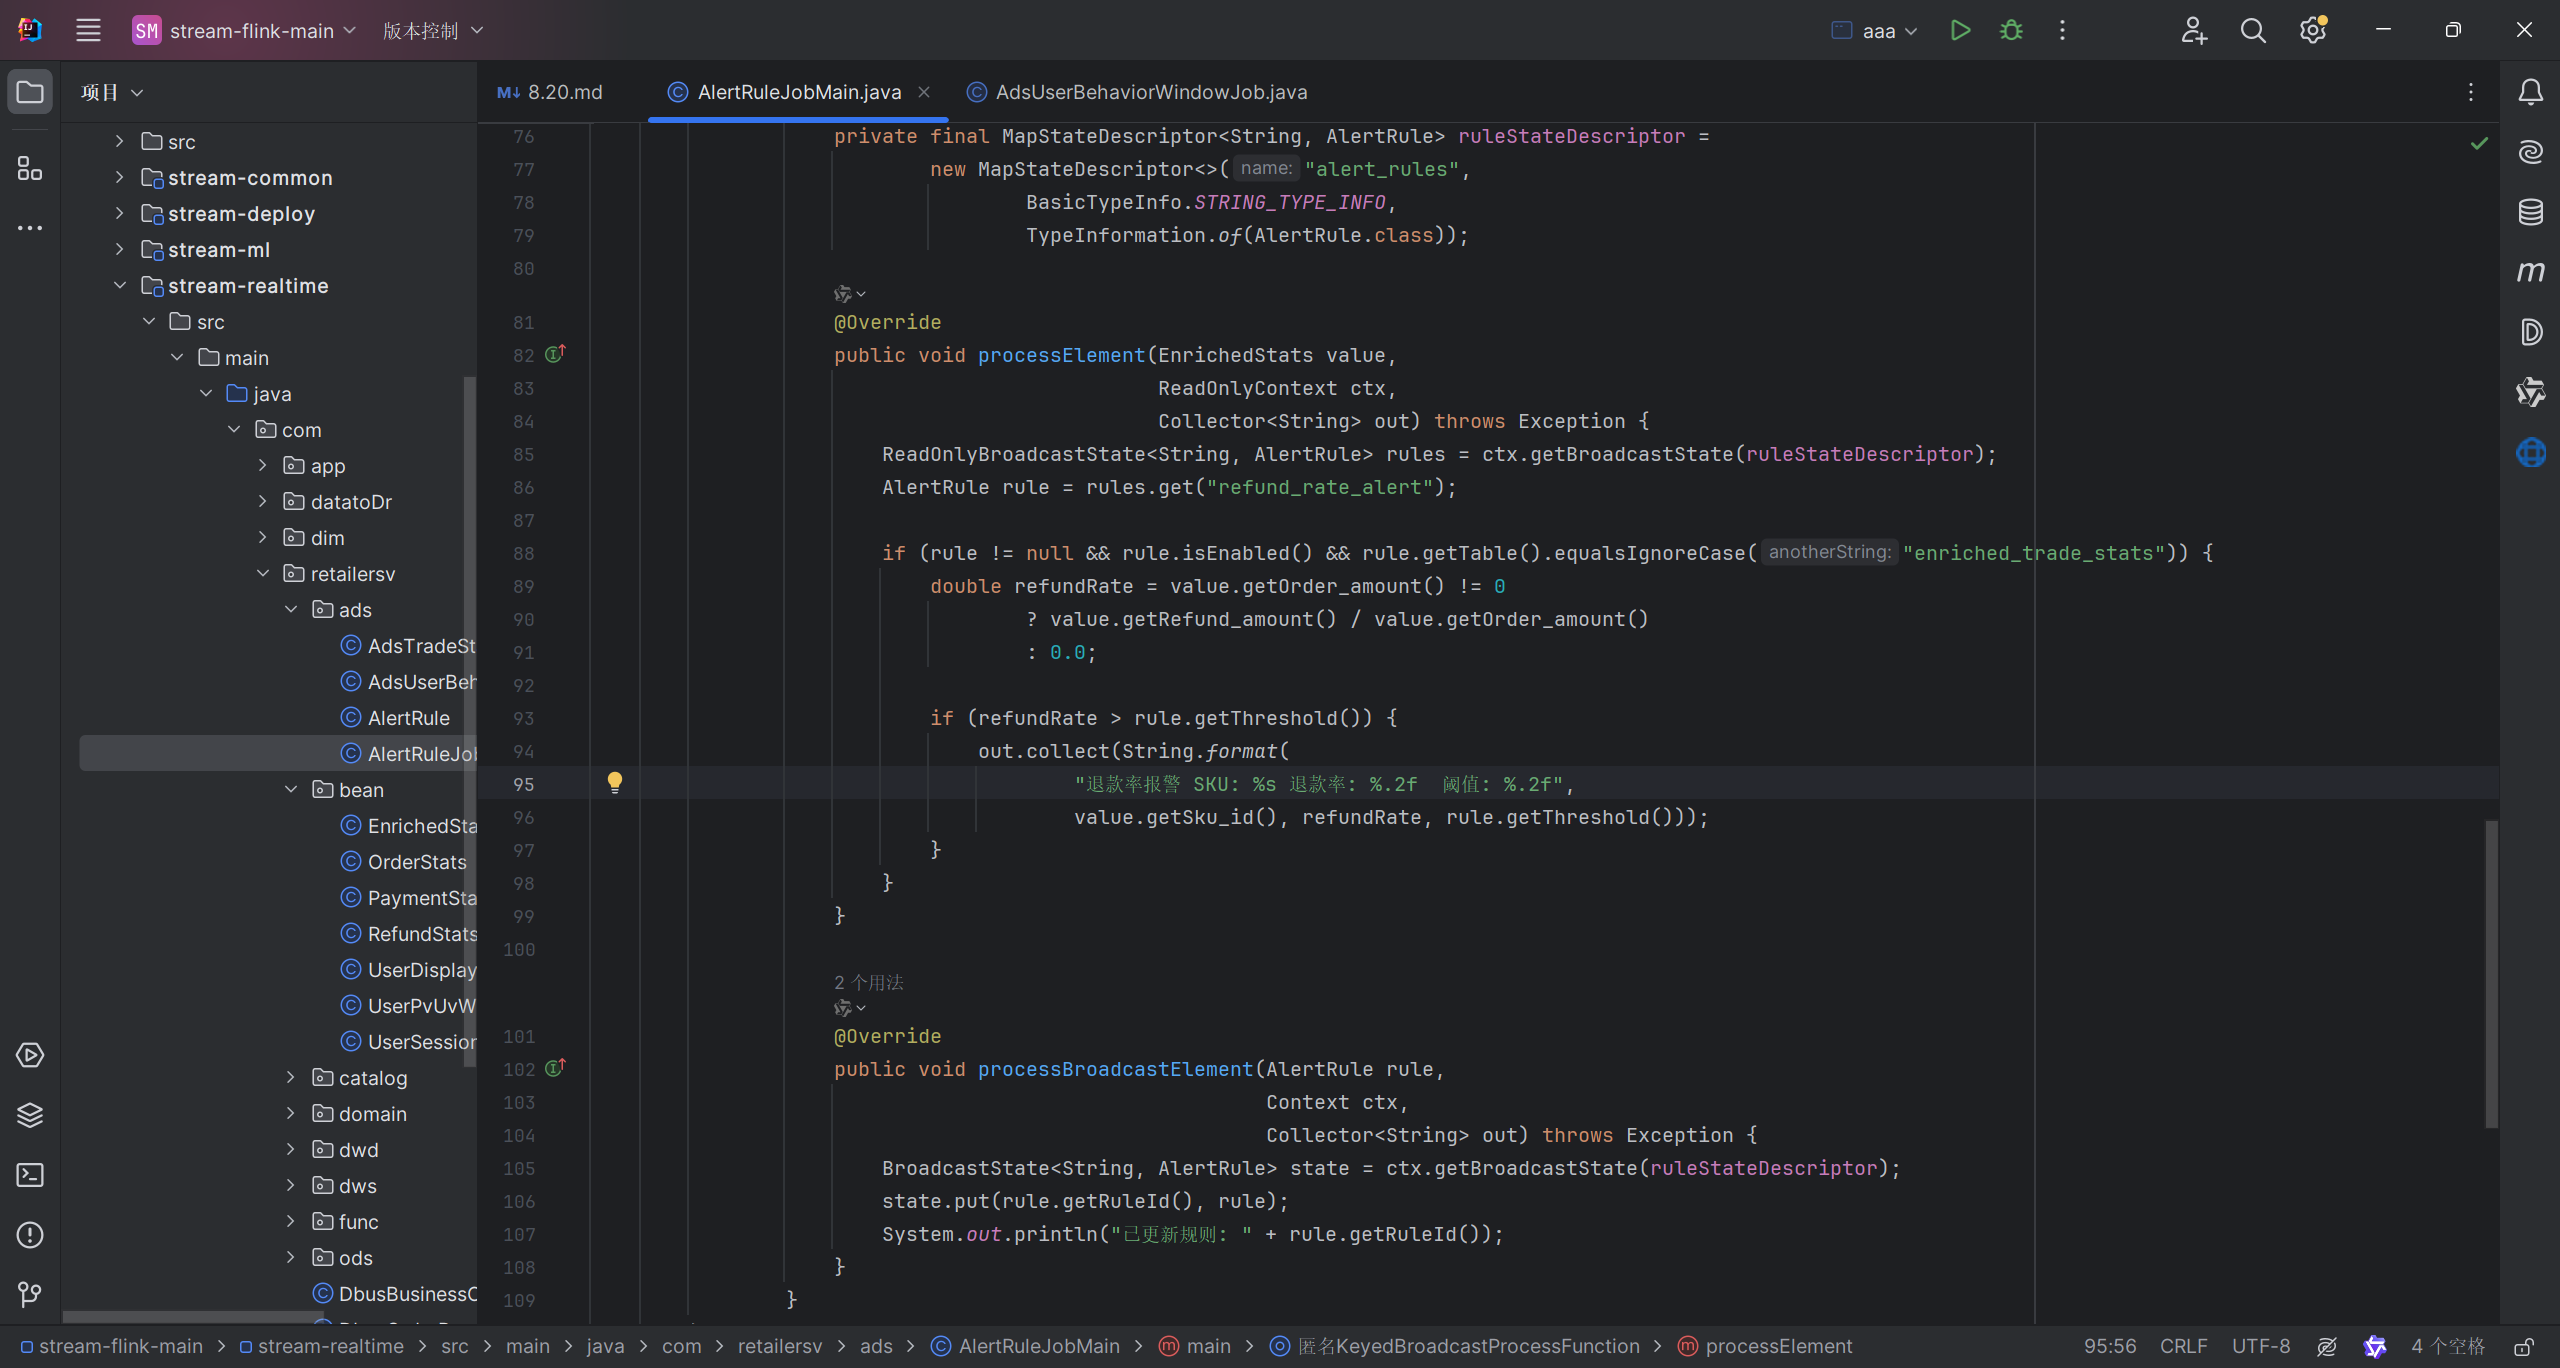 SM stream-flink-main 版本控制 aaa
项目
src
stream-common
stream-deploy
stream-ml
stream-realtime
src
main
java
com
app
datatoDr
dim
retailersv
ads
AdsTradeSt
AdsUserBeh
AlertRule
AlertRuleJo
bean
EnrichedSta
OrderStats
PaymentSta
RefundStats
UserDisplay
UserPvUvW
UserSession
catalog
domain
dwd
dws
func
ods
DbusBusinessC
8.20.md AlertRuleJobMain.java AdsUserBehaviorWindowJob.java
76 private final MapStateDescriptor<String, AlertRule> ruleStateDescriptor =
77 new MapStateDescriptor<>( name: "alert_rules",
78 BasicTypeInfo.STRING_TYPE_INFO,
79 TypeInformation.of(AlertRule.class));
80
81 @Override
82 public void processElement(EnrichedStats value,
83 ReadOnlyContext ctx,
84 Collector<String> out) throws Exception {
85 ReadOnlyBroadcastState<String, AlertRule> rules = ctx.getBroadcastState(ruleStateDescriptor);
86 AlertRule rule = rules.get("refund_rate_alert");
87
88 if (rule != null && rule.isEnabled() && rule.getTable().equalsIgnoreCase( anotherString: "enriched_trade_stats")) {
89 double refundRate = value.getOrder_amount() != 0
90 ? value.getRefund_amount() / value.getOrder_amount()
91 : 0.0;
92
93 if (refundRate > rule.getThreshold()) {
94 out.collect(String.format(
95 "退款率报警 SKU: %s 退款率: %.2f  阈值: %.2f",
96 value.getSku_id(), refundRate, rule.getThreshold()));
97 }
98 }
99 }
100
2 个用法
101 @Override
102 public void processBroadcastElement(AlertRule rule,
103 Context ctx,
104 Collector<String> out) throws Exception {
105 BroadcastState<String, AlertRule> state = ctx.getBroadcastState(ruleStateDescriptor);
106 state.put(rule.getRuleId(), rule);
107 System.out.println("已更新规则: " + rule.getRuleId());
108 }
109 }
stream-flink-main > stream-realtime > src > main > java > com > retailersv > ads > AlertRuleJobMain > main > 匿名KeyedBroadcastProcessFunction > processElement 95:56 CRLF UTF-8 4 个空格